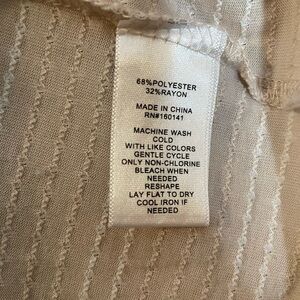 68%POLYESTER
32%RAYON
MADE IN CHINA
RN#160141
MACHINE WASH
COLD
WITH LIKE COLORS
GENTLE CYCLE
ONLY NON-CHLORINE
BLEACH WHEN
NEEDED
RESHAPE
LAY FLAT TO DRY
COOL IRON IF
NEEDED